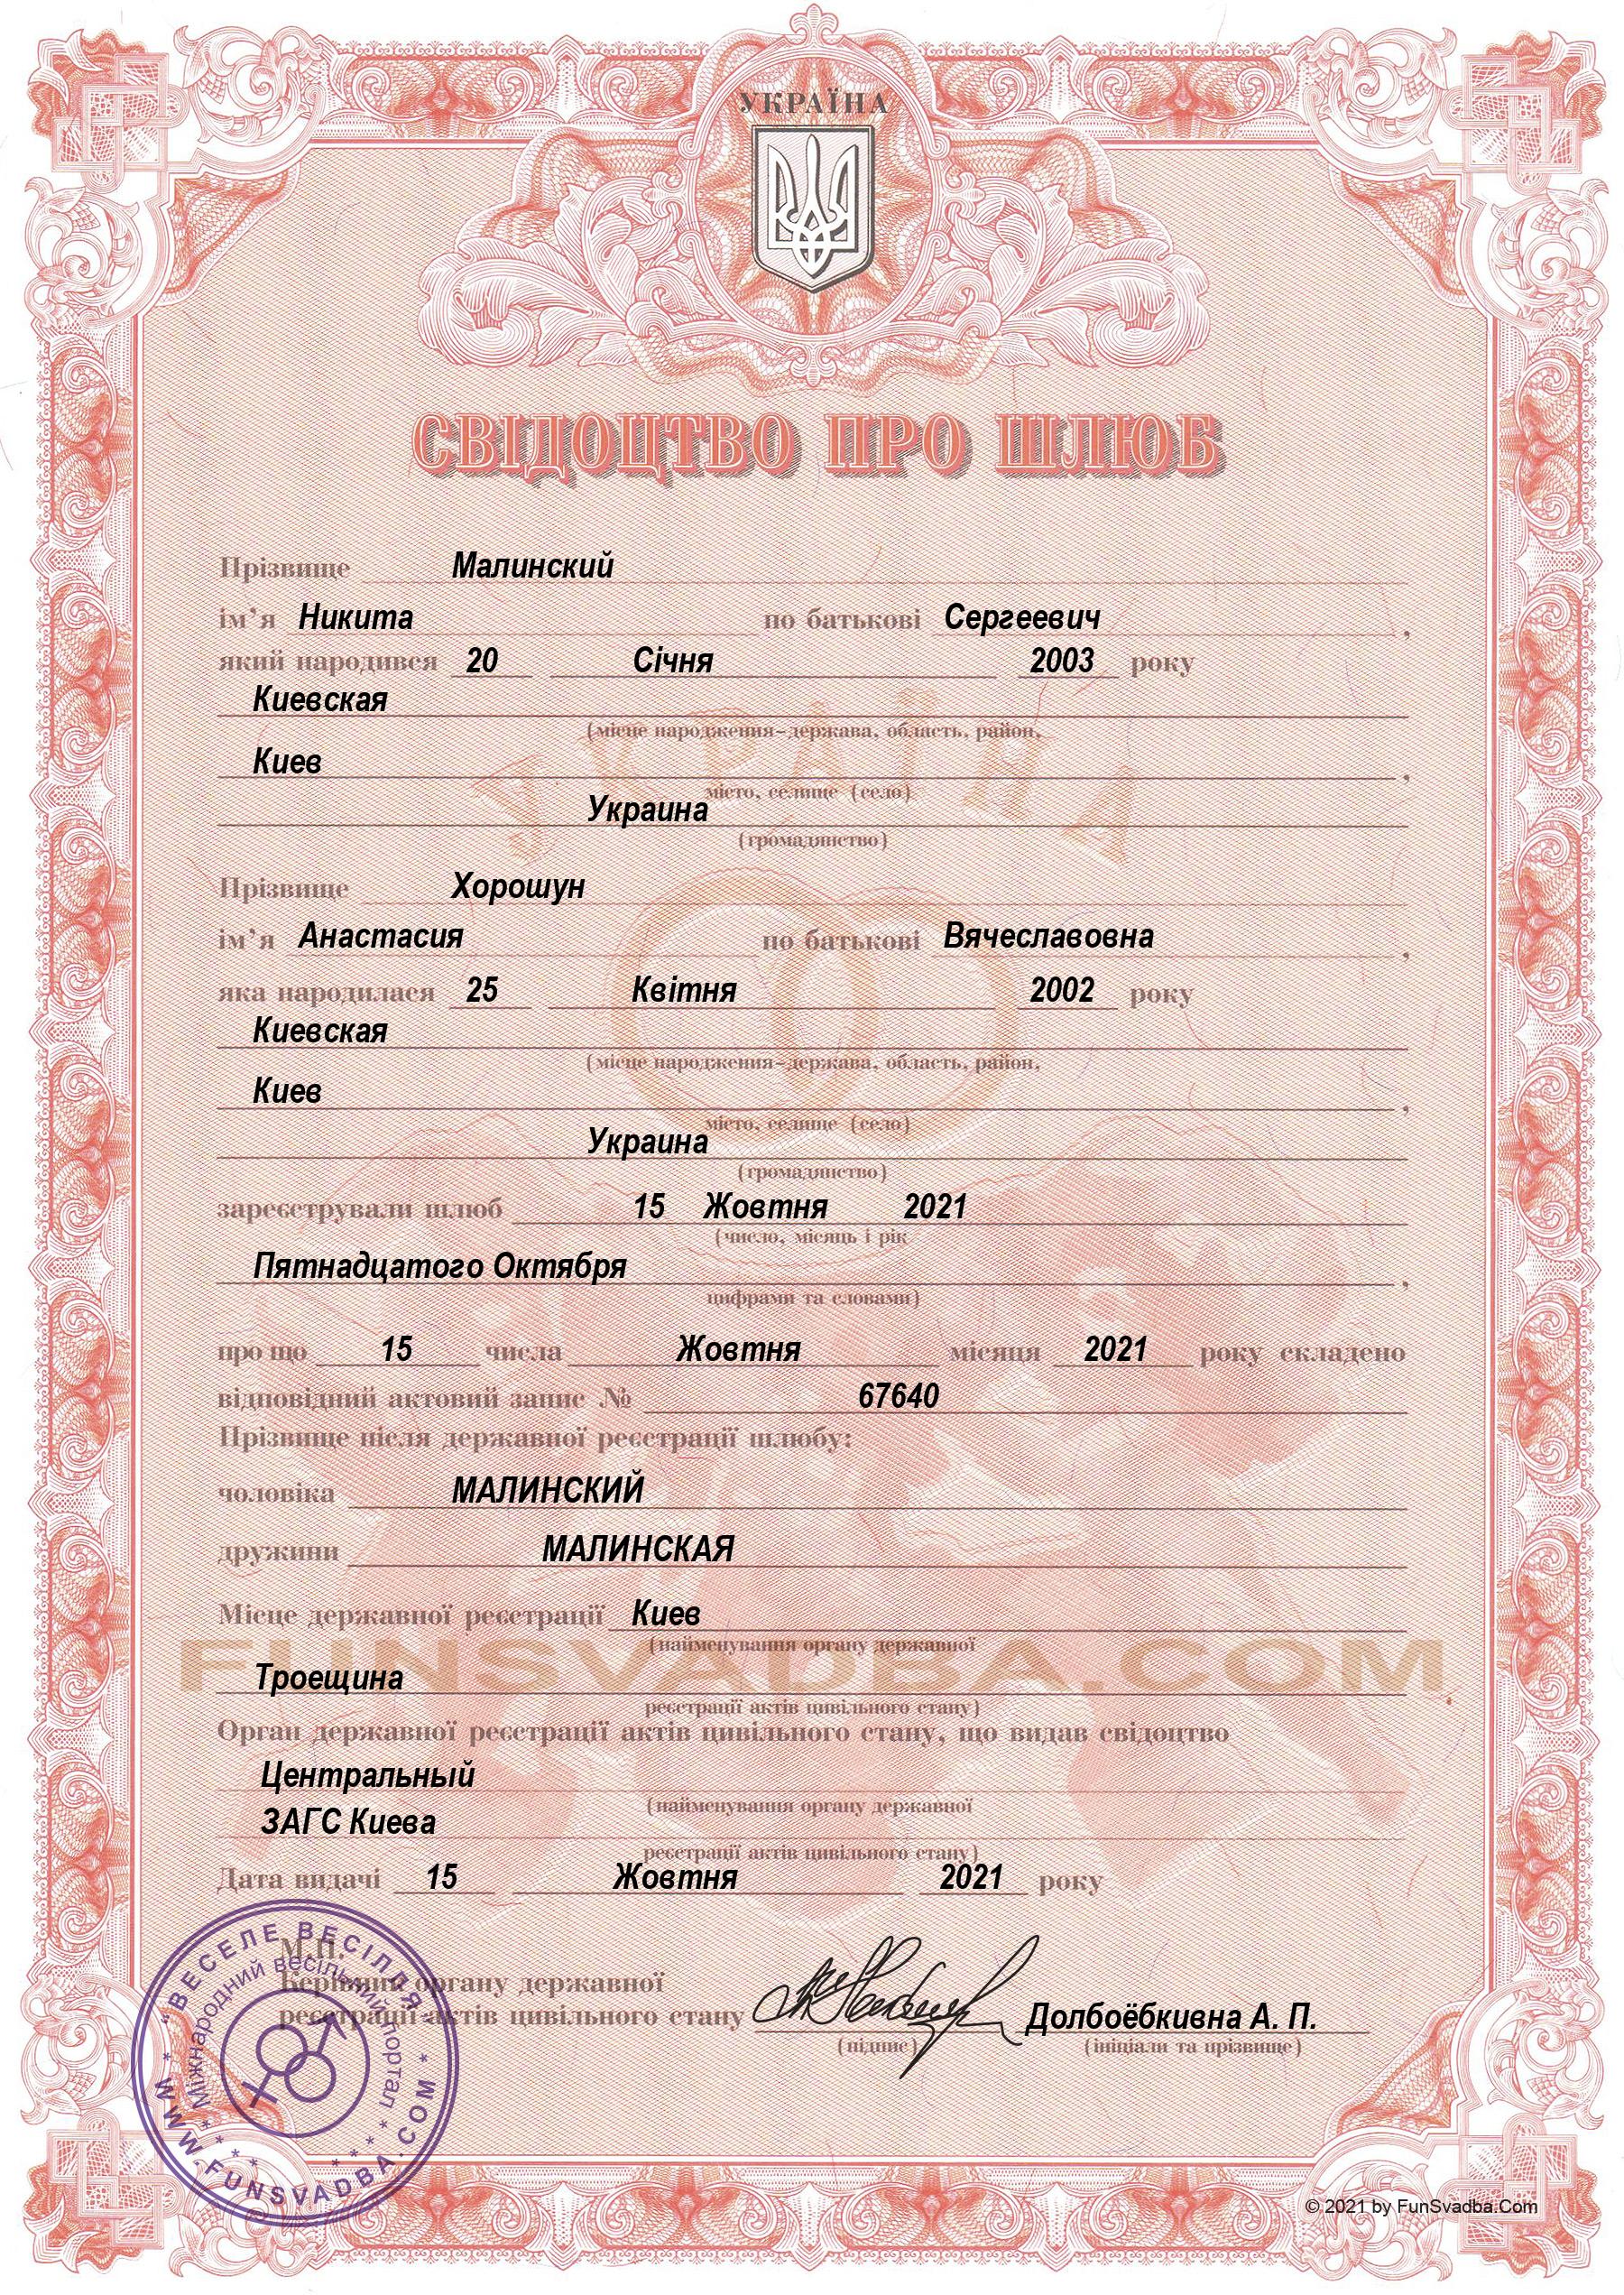 УКРАЇНА
СВІДОЦТВО ПРО ШЛЮБ
Прізвище Малинский
ім’я Никита по батькові Сергеевич,
який народився 20 Січня 2003 року
Киевская
(місце народження-держава, область, район,
Киев,
місто, селище (село)
Украина
(громадянство)
УКРАЇНА
Прізвище Хорошун
ім’я Анастасия по батькові Вячеславовна,
яка народилася 25 Квітня 2002 року
Киевская
(місце народження-держава, область, район,
Киев,
місто, селище (село)
Украина
(громадянство)
зареєстрували шлюб 15 Жовтня 2021
(число, місяць і рік
Пятнадцатого Октября,
цифрами та словами)
про що 15 числа Жовтня місяця 2021 року складено
відповідний актовий запис № 67640
Прізвище після державної реєстрації шлюбу:
чоловіка МАЛИНСКИЙ
дружини МАЛИНСКАЯ
Місце державної реєстрації Киев
(найменування органу державної
FUNSVADBA.COM
Троещина,
реєстрації актів цивільного стану)
Орган державної реєстрації актів цивільного стану, що видав свідоцтво
Центральный
(найменування органу державної
ЗАГС Киева
реєстрації актів цивільного стану)
Дата видачі 15 Жовтня 2021 року
М.П.
Керівник органу державної
реєстрації актів цивільного стану Долбоёбкивна А. П.
(підпис) (ініціали та прізвище)
"ВЕСЕЛЕ ВЕСІЛЛЯ"
* WWW.FUNSVADBA.COM *
Міжнародний весільний портал
© 2021 by FunSvadba.Com